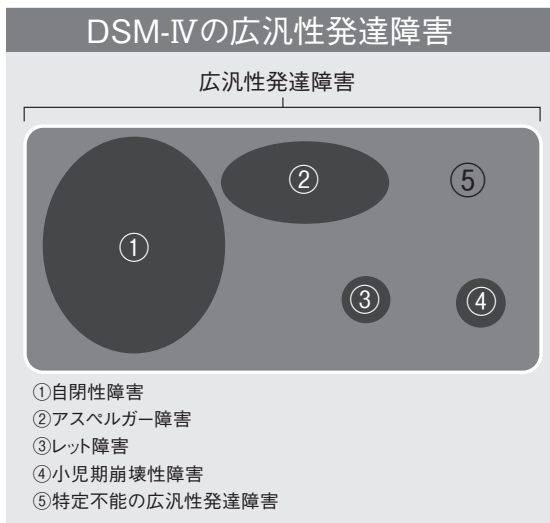 DSM-Ⅳの広汎性発達障害
広汎性発達障害
②
⑤
①
③
④
①自閉性障害
②アスペルガー障害
③レット障害
④小児期崩壊性障害
⑤特定不能の広汎性発達障害